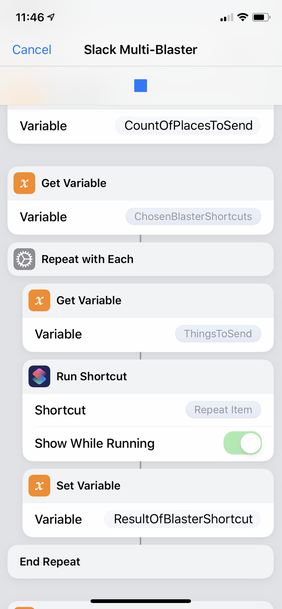 11:46
Cancel Slack Multi-Blaster
Variable CountOfPlacesToSend
Get Variable
Variable ChosenBlasterShortcuts
Repeat with Each
Get Variable
Variable ThingsToSend
Run Shortcut
Shortcut Repeat Item
Show While Running
Set Variable
Variable ResultOfBlasterShortcut
End Repeat